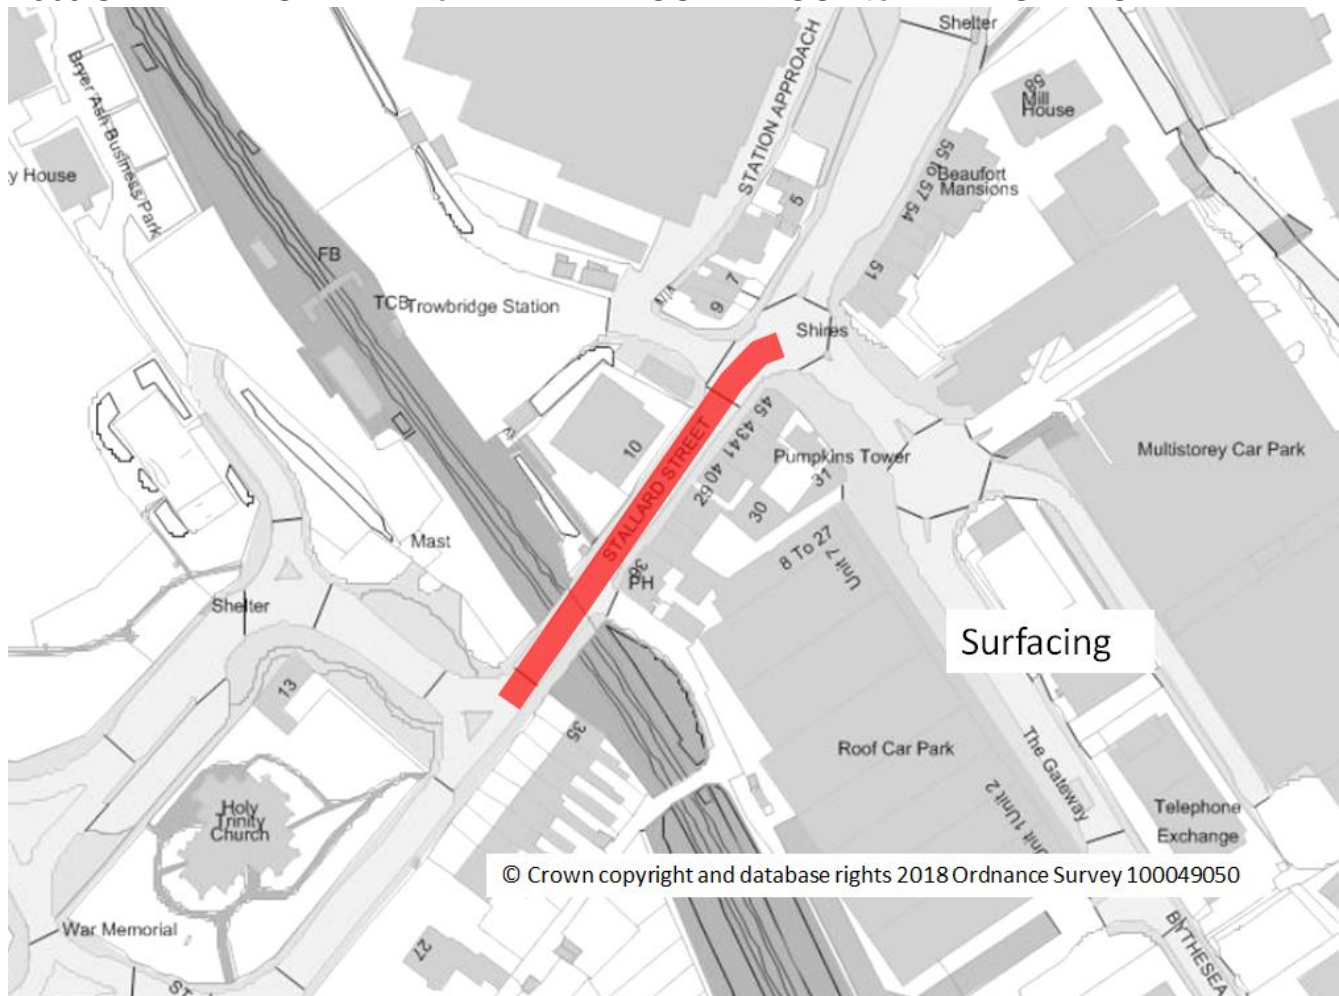 Shelter
58
Mill
House
Bryer Ash Business Park
STATION APPROACH
y House
55 to 57
54
Beaufort
Mansions
5
51
FB
TCB
Trowbridge Station
7
6
Shires
10
45
43
41
40
29
STALLARD STREET
Pumpkins Tower
31
30
Multistorey Car Park
8 To 27
Unit 7
Mast
36
PH
Shelter
Surfacing
13
35
Roof Car Park
The Gateway
Unit 2
Unit 1
Holy
Trinity
Church
Telephone
Exchange
© Crown copyright and database rights 2018 Ordnance Survey 100049050
War Memorial
27
BYTHESEA
ST